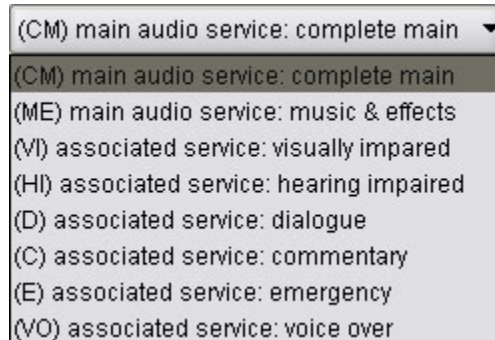 (CM) main audio service: complete main
(CM) main audio service: complete main
(ME) main audio service: music & effects
(VI) associated service: visually impared
(HI) associated service: hearing impaired
(D) associated service: dialogue
(C) associated service: commentary
(E) associated service: emergency
(VO) associated service: voice over